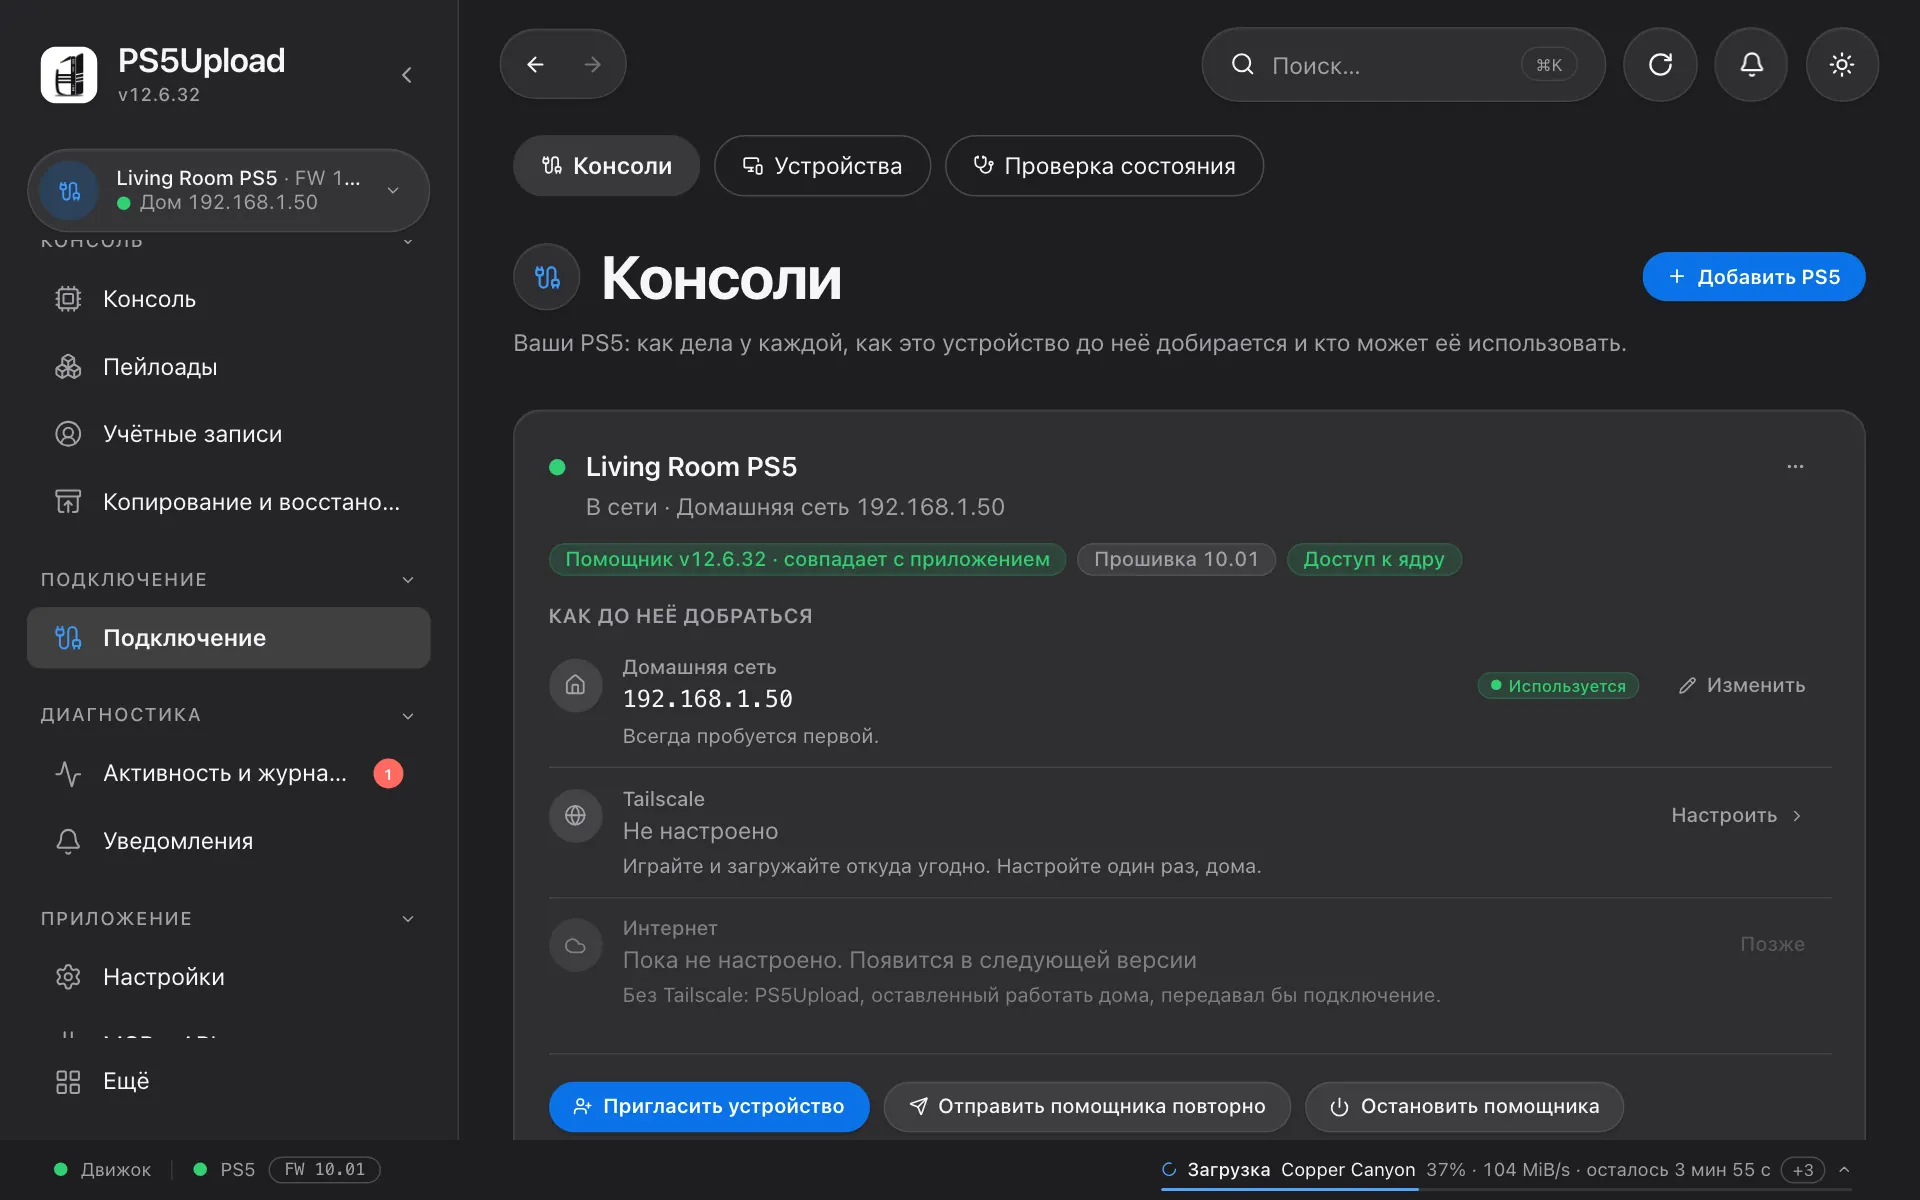 PS5Upload
v12.6.32
Living Room PS5 · FW 1...
Дом 192.168.1.50
КОНСОЛЬ
Консоль
Пейлоады
Учётные записи
Копирование и восстано...
ПОДКЛЮЧЕНИЕ
Подключение
ДИАГНОСТИКА
Активность и журна... 1
Уведомления
ПРИЛОЖЕНИЕ
Настройки
Ещё
Поиск... ⌘K
Консоли Устройства Проверка состояния
Консоли
+ Добавить PS5
Ваши PS5: как дела у каждой, как это устройство до неё добирается и кто может её использовать.
Living Room PS5 ...
В сети · Домашняя сеть 192.168.1.50
Помощник v12.6.32 · совпадает с приложением Прошивка 10.01 Доступ к ядру
КАК ДО НЕЁ ДОБРАТЬСЯ
Домашняя сеть
192.168.1.50
Всегда пробуется первой.
Используется Изменить
Tailscale
Не настроено
Играйте и загружайте откуда угодно. Настройте один раз, дома.
Настроить
Интернет
Пока не настроено. Появится в следующей версии
Без Tailscale: PS5Upload, оставленный работать дома, передавал бы подключение.
Позже
Пригласить устройство Отправить помощника повторно Остановить помощника
Движок PS5 FW 10.01
Загрузка Copper Canyon 37% · 104 MiB/s · осталось 3 мин 55 с +3